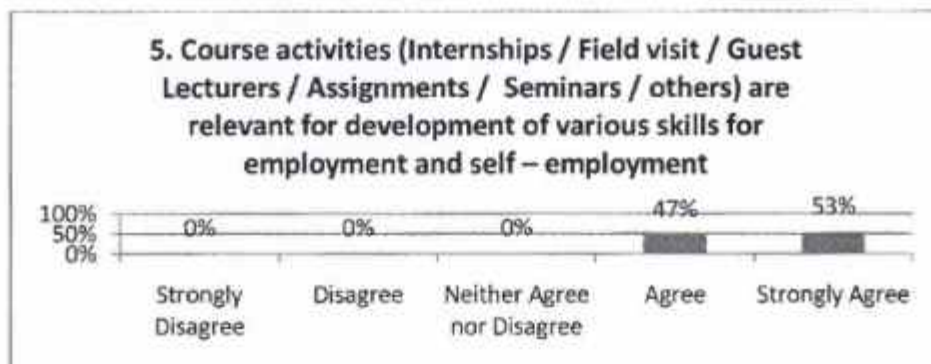 5. Course activities (Internships / Field visit / Guest
Lecturers / Assignments / Seminars / others) are
relevant for development of various skills for
employment and self – employment
47% 53%
100%
0% 0% 0%
50%
0%
Strongly Disagree Neither Agree Agree Strongly Agree
Disagree nor Disagree